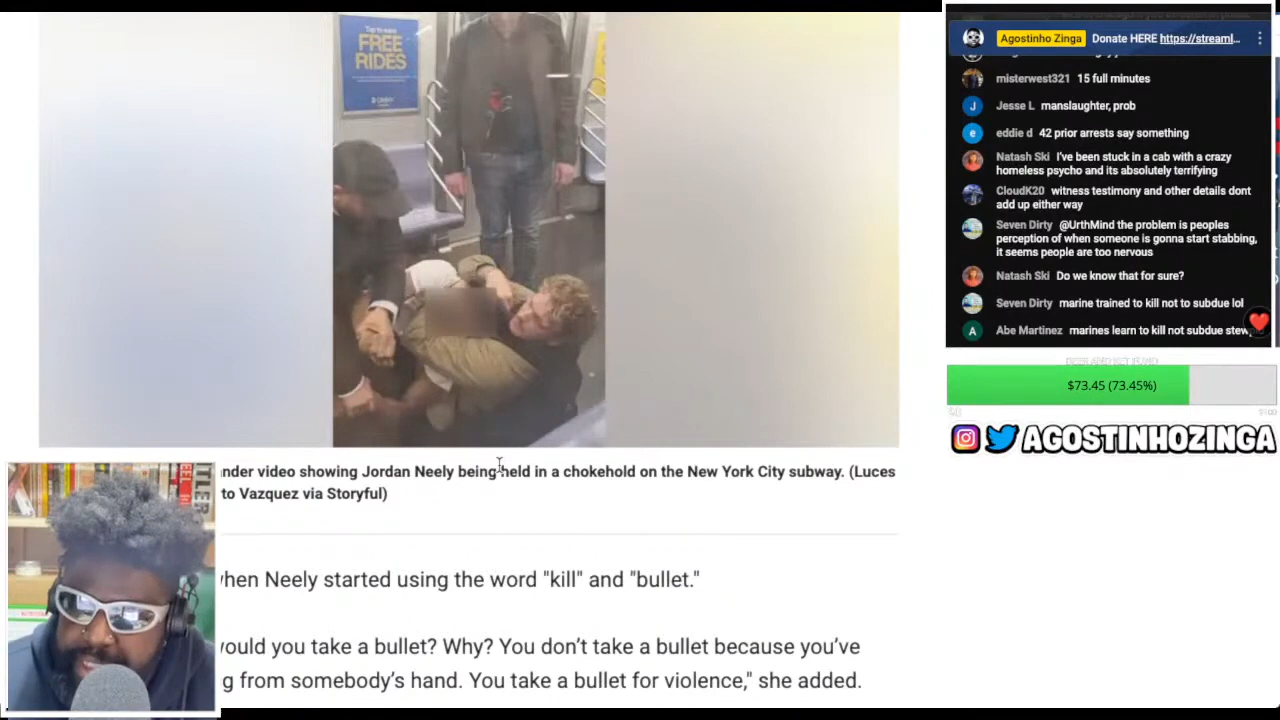 Tap to earn
FREE
RIDES
Agostinho Zinga Donate HERE https://streaml...
misterwest321 15 full minutes
Jesse L manslaughter, prob
eddie d 42 prior arrests say something
Natash Ski I've been stuck in a cab with a crazy
homeless psycho and its absolutely terrifying
CloudK20 witness testimony and other details dont
add up either way
Seven Dirty @UrthMind the problem is peoples
perception of when someone is gonna start stabbing,
it seems people are too nervous
Natash Ski Do we know that for sure?
Seven Dirty marine trained to kill not to subdue lol
Abe Martinez marines learn to kill not subdue stew
$73.45 (73.45%)
$0 $100
AGOSTINHOZINGA
nder video showing Jordan Neely being held in a chokehold on the New York City subway. (Luces
to Vazquez via Storyful)
when Neely started using the word "kill" and "bullet."
would you take a bullet? Why? You don't take a bullet because you've
g from somebody's hand. You take a bullet for violence," she added.